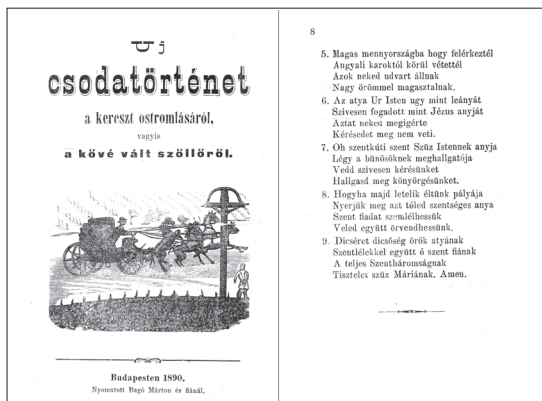 Uj
csodatörténet
a kereszt ostromlásáról,
vagyis
a kővé vált szőllőről.
Budapesten 1890.
Nyomatott Bagó Márton és fiánál.
8
5. Magas mennyországba hogy felérkeztél
Angyali karoktól körül vétettél
Azok neked udvart állnak
Nagy örömmel magasztalnak.
6. Az atya Ur Isten ugy mint leányát
Szivesen fogadott mint Jézus anyját
Aztat neked megigérte
Kérésedet meg nem veti.
7. Oh szentkúti szent Szüz Istennek anyja
Légy a bünösöknek meghallgatója
Vedd szivesen kérésünket
Hallgasd meg könyörgésünket.
8. Hogyha majd letelik éltünk pályája
Nyerjük meg azt tőled szentséges anya
Szent fiadat szemlélhessük
Veled együtt örvendhessünk.
9. Dicséret dicsőség örök atyának
Szentlélekkel együtt ő szent fiának
A teljes Szentháromságnak
Tisztelet szüz Máriának. Amen.